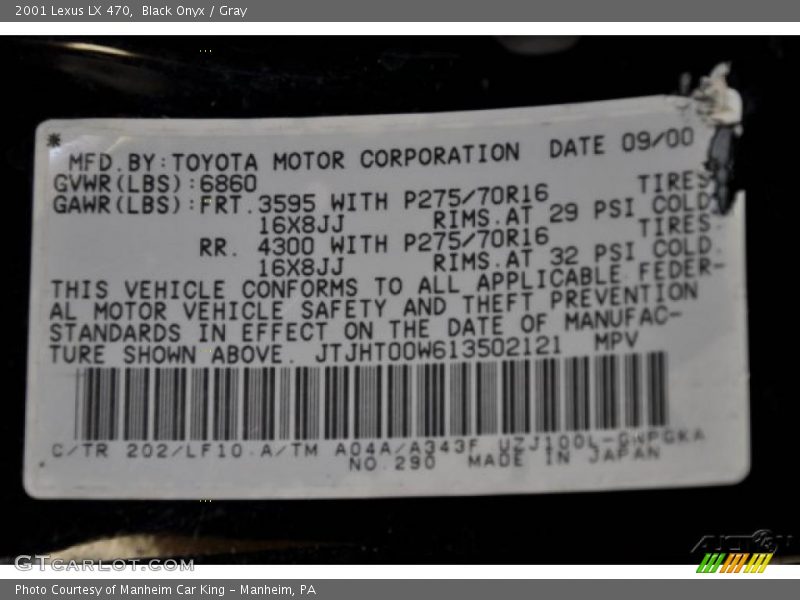 2001 Lexus LX 470, Black Onyx / Gray
MFD.BY:TOYOTA MOTOR CORPORATION DATE 09/00
GVWR(LBS):6860
GAWR(LBS):FRT.3595 WITH P275/70R16 TIRES
16X8JJ RIMS.AT 29 PSI COLD
RR. 4300 WITH P275/70R16 TIRES
16X8JJ RIMS.AT 32 PSI COLD.
THIS VEHICLE CONFORMS TO ALL APPLICABLE FEDER-
AL MOTOR VEHICLE SAFETY AND THEFT PREVENTION
STANDARDS IN EFFECT ON THE DATE OF MANUFAC-
TURE SHOWN ABOVE. JTJHT00W613502121 MPV
C/TR 202/LF10 A/TM A04A/A343F UZJ100L-GNPGKA
NO.290 MADE IN JAPAN
GTCARLOT.COM
AUCTION
Photo Courtesy of Manheim Car King - Manheim, PA